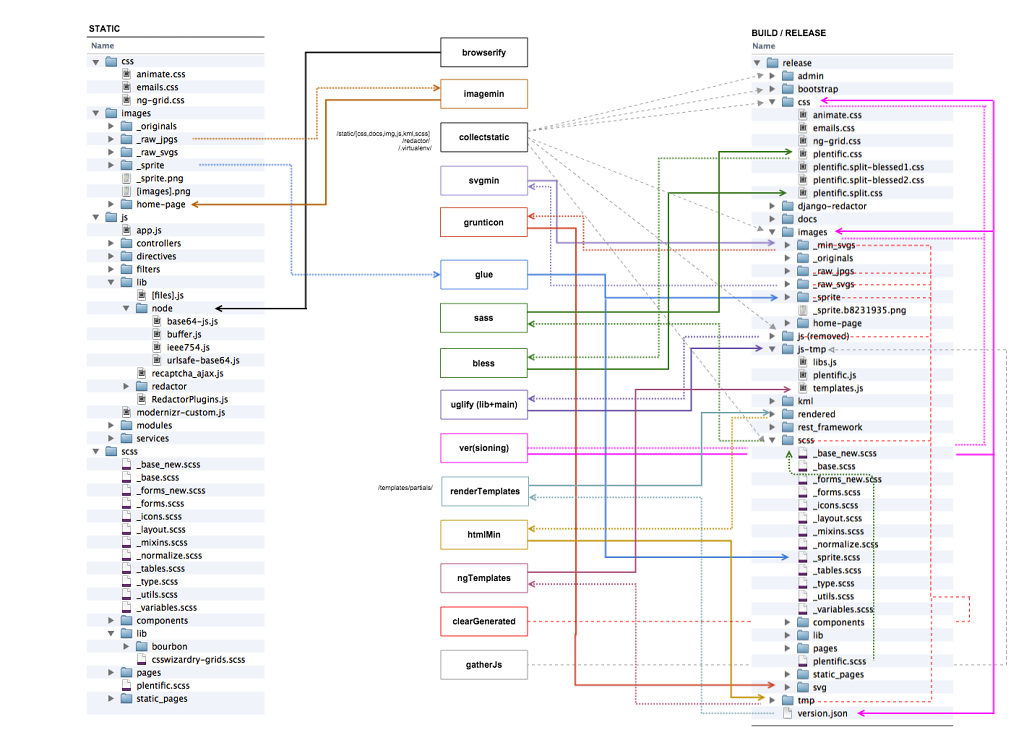 STATIC
Name
css
animate.css
emails.css
ng-grid.css
images
_originals
_raw_jpgs
_raw_svgs
_sprite
_sprite.png
[images].png
home-page
js
app.js
controllers
directives
filters
lib
[files].js
node
base64-js.js
buffer.js
ieee754.js
urlsafe-base64.js
recaptcha_ajax.js
redactor
RedactorPlugins.js
modernizr-custom.js
modules
services
scss
_base_new.scss
_base.scss
_forms_new.scss
_forms.scss
_icons.scss
_layout.scss
_mixins.scss
_normalize.scss
_tables.scss
_type.scss
_utils.scss
_variables.scss
components
lib
bourbon
csswizardry-grids.scss
pages
plentific.scss
static_pages
browserify
imagemin
/static/[css,docs,img,js,kml,scss]
/redactor/
/.virtualenv/
collectstatic
svgmin
grunticon
glue
sass
bless
uglify (lib+main)
ver(sioning)
/templates/partials/
renderTemplates
htmlMin
ngTemplates
clearGenerated
gatherJs
BUILD / RELEASE
Name
release
admin
bootstrap
css
animate.css
emails.css
ng-grid.css
plentific.css
plentific.split-blessed1.css
plentific.split-blessed2.css
plentific.split.css
django-redactor
docs
images
_min_svgs
_originals
_raw_jpgs
_raw_svgs
_sprite
_sprite.b8231935.png
home-page
js (removed)
js-tmp
libs.js
plentific.js
templates.js
kml
rendered
rest_framework
scss
_base_new.scss
_base.scss
_forms_new.scss
_forms.scss
_icons.scss
_layout.scss
_mixins.scss
_normalize.scss
_sprite.scss
_tables.scss
_type.scss
_utils.scss
_variables.scss
components
lib
pages
plentific.scss
static_pages
svg
tmp
version.json